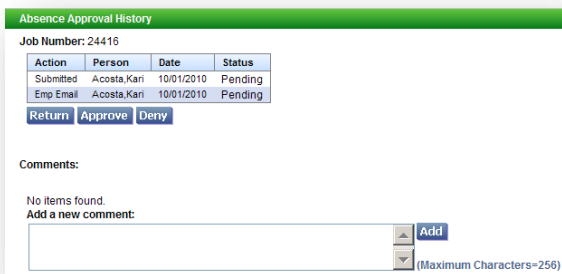 Absence Approval History
Job Number: 24416
Action Person Date Status
Submitted Acosta,Kari 10/01/2010 Pending
Emp Email Acosta,Kari 10/01/2010 Pending
Return Approve Deny
Comments:
No items found.
Add a new comment:
Add
(Maximum Characters=256)